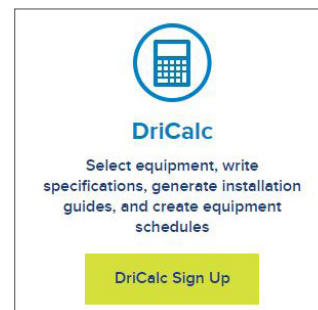 DriCalc
Select equipment, write
specifications, generate installation
guides, and create equipment
schedules
DriCalc Sign Up